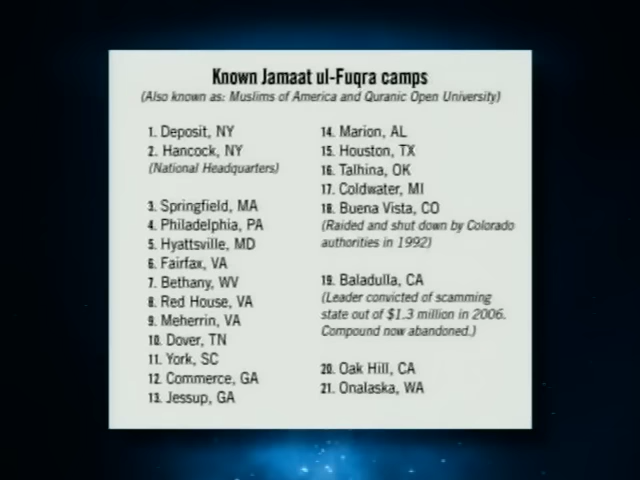 Known Jamaat ul-Fuqra camps
(Also known as: Muslims of America and Quranic Open University)
1. Deposit, NY
2. Hancock, NY
(National Headquarters)
3. Springfield, MA
4. Philadelphia, PA
5. Hyattsville, MD
6. Fairfax, VA
7. Bethany, WV
8. Red House, VA
9. Meherrin, VA
10. Dover, TN
11. York, SC
12. Commerce, GA
13. Jessup, GA
14. Marion, AL
15. Houston, TX
16. Talhina, OK
17. Coldwater, MI
18. Buena Vista, CO
(Raided and shut down by Colorado
authorities in 1992)
19. Baladulla, CA
(Leader convicted of scamming
state out of $1.3 million in 2006.
Compound now abandoned.)
20. Oak Hill, CA
21. Onalaska, WA